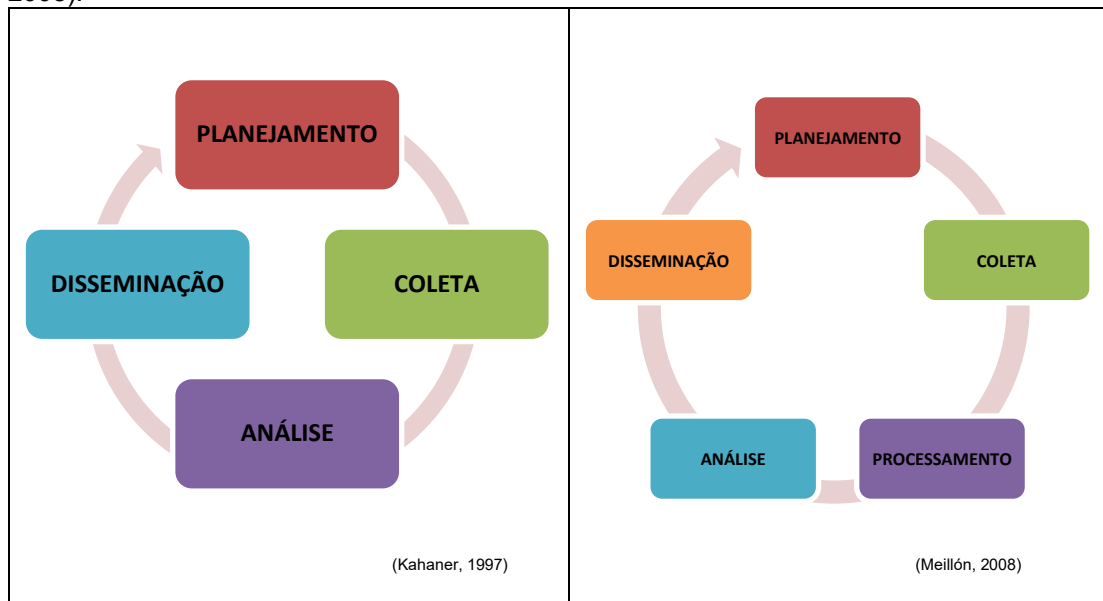 PLANEJAMENTO
DISSEMINAÇÃO
COLETA
ANÁLISE
(Kahaner, 1997)
PLANEJAMENTO
DISSEMINAÇÃO
COLETA
ANÁLISE
PROCESSAMENTO
(Meillón, 2008)